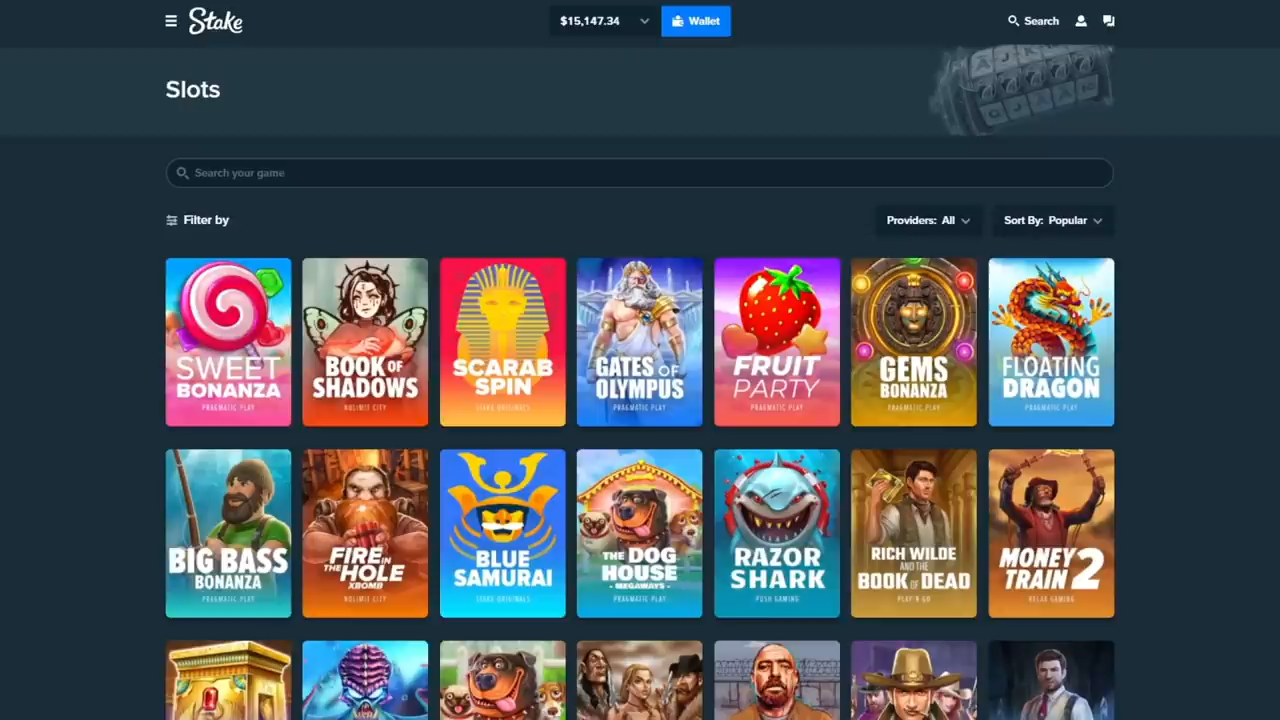 Stake
$15,147.34
Wallet
Search
Slots
Search your game
Filter by
Providers: All
Sort By: Popular
SWEET
BONANZA
PRAGMATIC PLAY
BOOK OF
SHADOWS
NOLIMIT CITY
SCARAB
SPIN
STAKE ORIGINALS
GATES OF
OLYMPUS
PRAGMATIC PLAY
FRUIT
PARTY
PRAGMATIC PLAY
GEMS
BONANZA
PRAGMATIC PLAY
FLOATING
DRAGON
PRAGMATIC PLAY
BIG BASS
BONANZA
PRAGMATIC PLAY
FIRE IN
THE HOLE
XBOMB
NOLIMIT CITY
BLUE
SAMURAI
STAKE ORIGINALS
THE DOG
HOUSE
- MEGAWAYS -
PRAGMATIC PLAY
RAZOR
SHARK
PUSH GAMING
RICH WILDE
AND THE
BOOK OF DEAD
PLAY'N GO
MONEY
TRAIN 2
RELAX GAMING